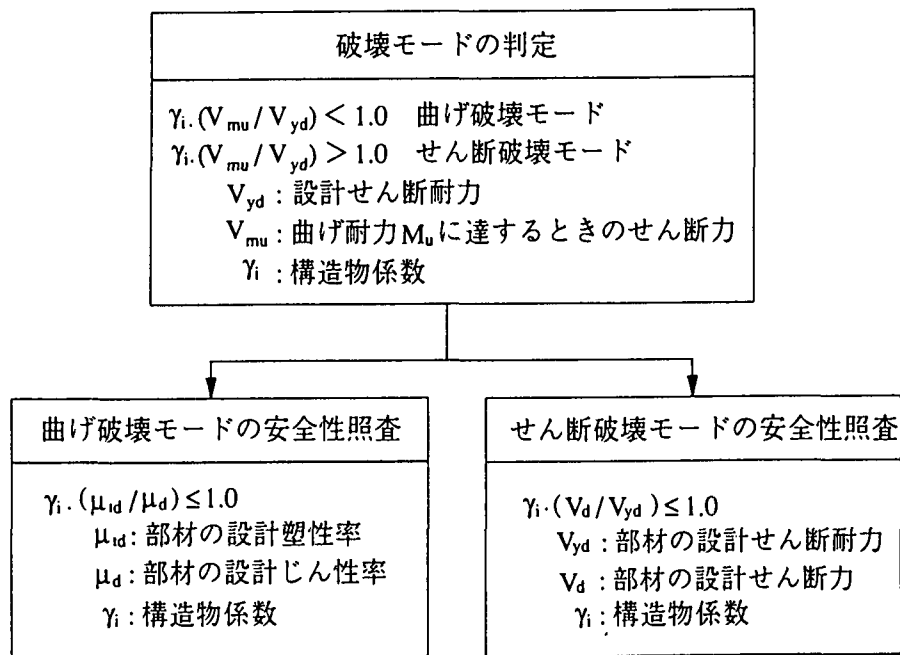 破壊モードの判定
γi.(Vmu/Vyd)<1.0 曲げ破壊モード
γi.(Vmu/Vyd)>1.0 せん断破壊モード
Vyd:設計せん断耐力
Vmu:曲げ耐力Muに達するときのせん断力
γi:構造物係数
曲げ破壊モードの安全性照査
γi.(μıd/μd)≤1.0
μıd:部材の設計塑性率
μd:部材の設計じん性率
γi:構造物係数
せん断破壊モードの安全性照査
γi.(Vd/Vyd)≤1.0
Vyd:部材の設計せん断耐力
Vd:部材の設計せん断力
γi:構造物係数